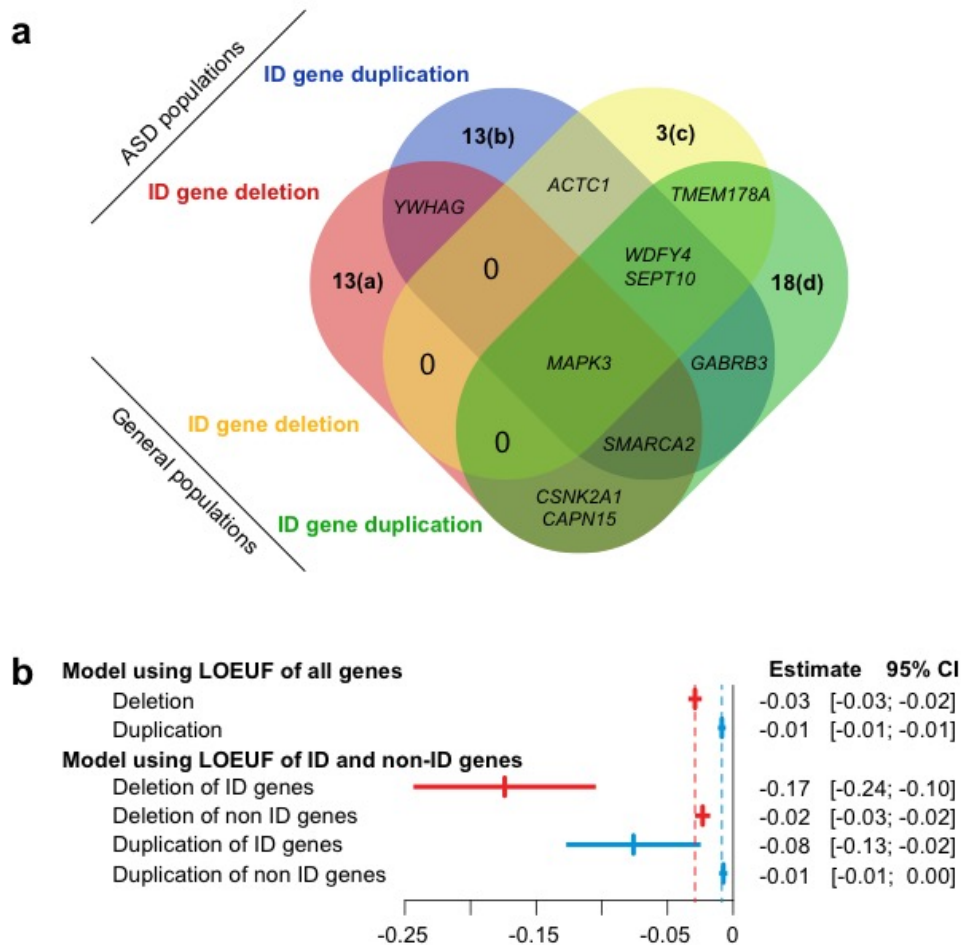 a
ASD populations
ID gene duplication
ID gene deletion
13(b)
3(c)
ACTC1
TMEM178A
YWHAG
WDFY4
SEPT10
0
13(a)
18(d)
0
MAPK3
GABRB3
General populations
ID gene deletion
0
SMARCA2
CSNK2A1
CAPN15
ID gene duplication
b
Model using LOEUF of all genes Estimate 95% CI
Deletion -0.03 [-0.03; -0.02]
Duplication -0.01 [-0.01; -0.01]
Model using LOEUF of ID and non-ID genes
Deletion of ID genes -0.17 [-0.24; -0.10]
Deletion of non ID genes -0.02 [-0.03; -0.02]
Duplication of ID genes -0.08 [-0.13; -0.02]
Duplication of non ID genes -0.01 [-0.01; 0.00]
-0.25 -0.15 -0.05 0